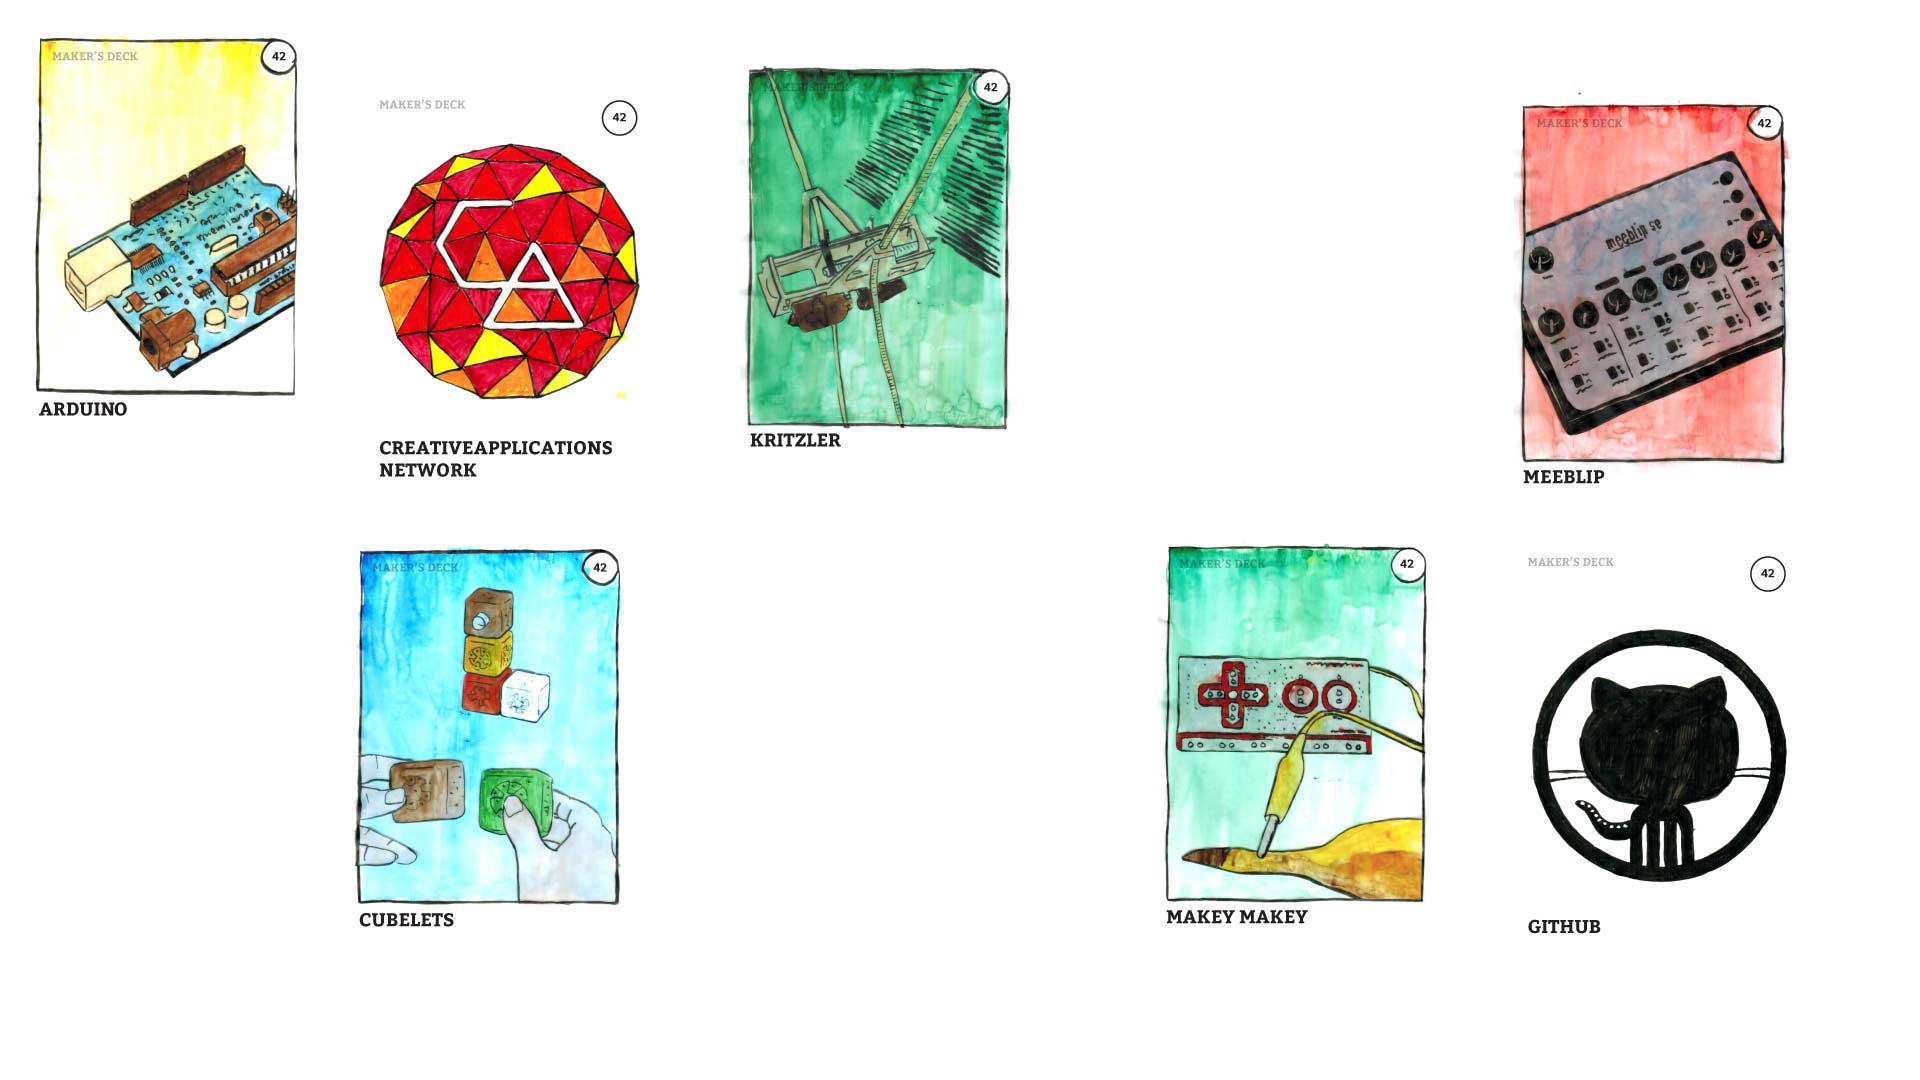 MAKER'S DECK
42
ARDUINO
MAKER'S DECK
42
CREATIVEAPPLICATIONS
NETWORK
MAKER'S DECK
42
KRITZLER
MAKER'S DECK
42
meeblip se
MEEBLIP
MAKER'S DECK
42
CUBELETS
MAKER'S DECK
42
MAKEY MAKEY
MAKER'S DECK
42
GITHUB